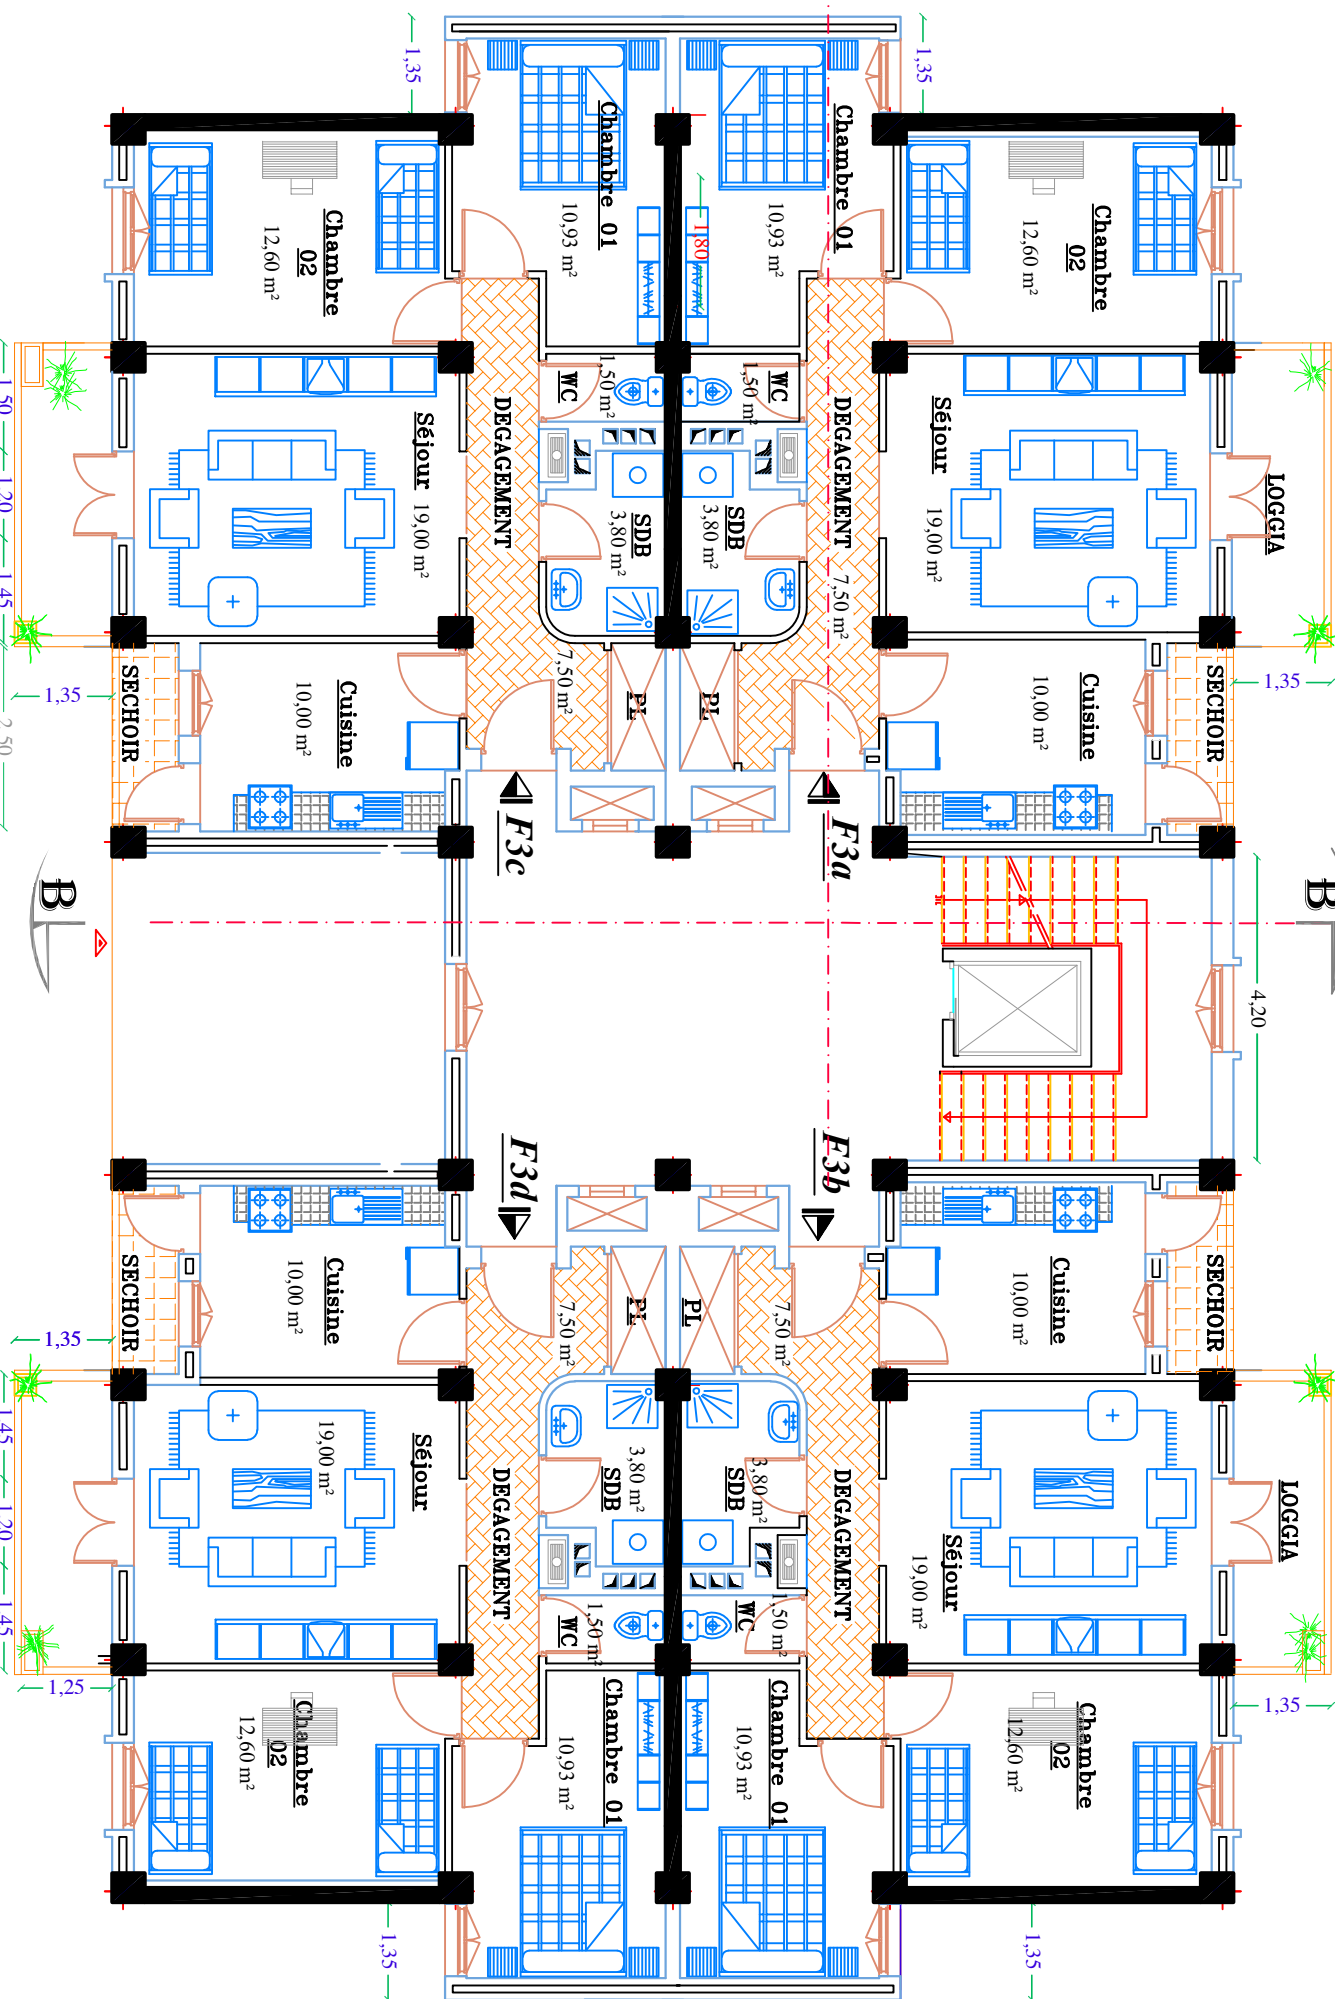 1,35
1,35
Chambre 01
10,93 m²
Chambre 01
10,93 m²
1,80
Chambre
02
12,60 m²
Chambre
02
12,60 m²
WC
1,50 m²
WC
1,50 m²
DEGAGEMENT
7,50 m²
DEGAGEMENT
7,50 m²
Séjour
19,00 m²
Séjour
19,00 m²
LOGGIA
SDB
3,80 m²
SDB
3,80 m²
1,50
1,20
1,45
2,50
SECHOIR
1,35
Cuisine
10,00 m²
PL
PL
Cuisine
10,00 m²
SECHOIR
1,35
F3c
F3a
B
B
4,20
F3d
F3b
SECHOIR
1,35
Cuisine
10,00 m²
7,50 m²
PL
PL
7,50 m²
Cuisine
10,00 m²
SECHOIR
1,45
1,20
1,45
Séjour
19,00 m²
DEGAGEMENT
SDB
3,80 m²
SDB
3,80 m²
DEGAGEMENT
Séjour
19,00 m²
LOGGIA
WC
1,50 m²
WC
1,50 m²
1,25
1,35
Chambre
02
12,60 m²
Chambre 01
10,93 m²
Chambre 01
10,93 m²
Chambre
02
12,60 m²
1,35
1,35